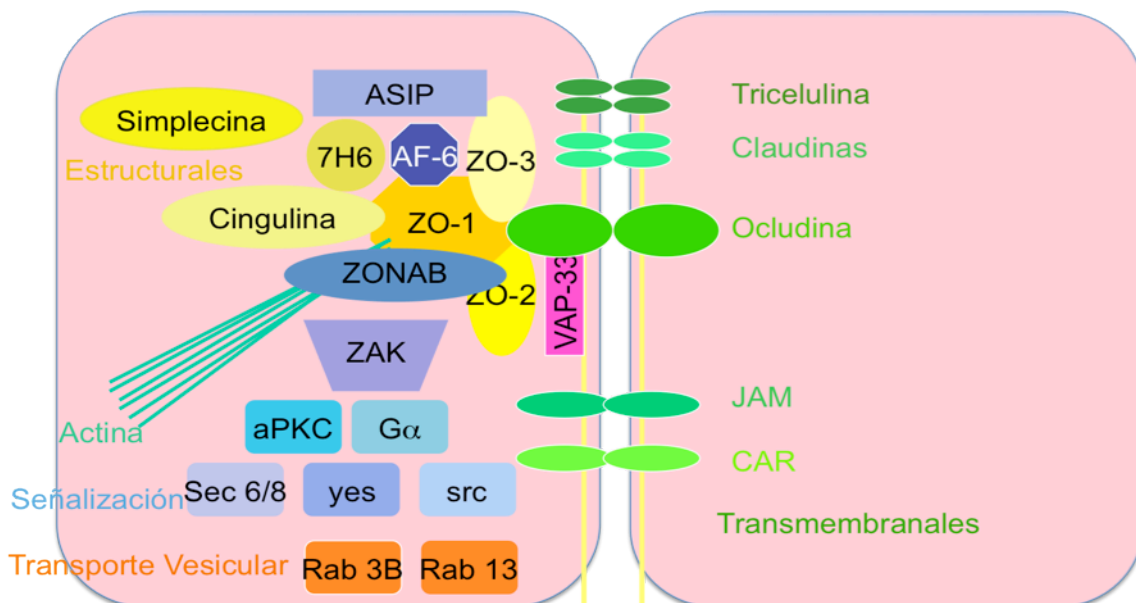 ASIP
Simplecina
7H6
AF-6
ZO-3
Estructurales
Cingulina
ZO-1
ZONAB
ZO-2
VAP-33
ZAK
Actina
aPKC
Gα
Señalización
Sec 6/8
yes
src
Transporte Vesicular
Rab 3B
Rab 13
Tricelulina
Claudinas
Ocludina
JAM
CAR
Transmembranales